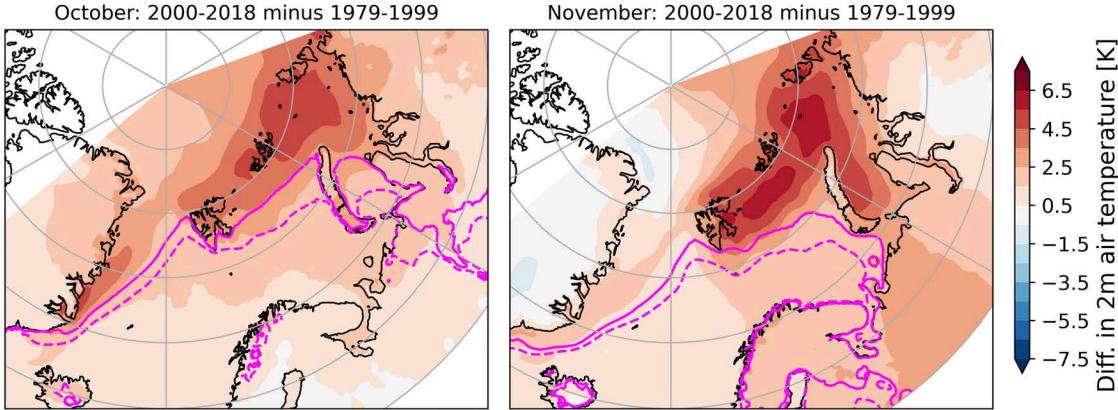 October: 2000-2018 minus 1979-1999
November: 2000-2018 minus 1979-1999
6.5
4.5
2.5
0.5
−1.5
−3.5
−5.5
−7.5
Diff. in 2m air temperature [K]